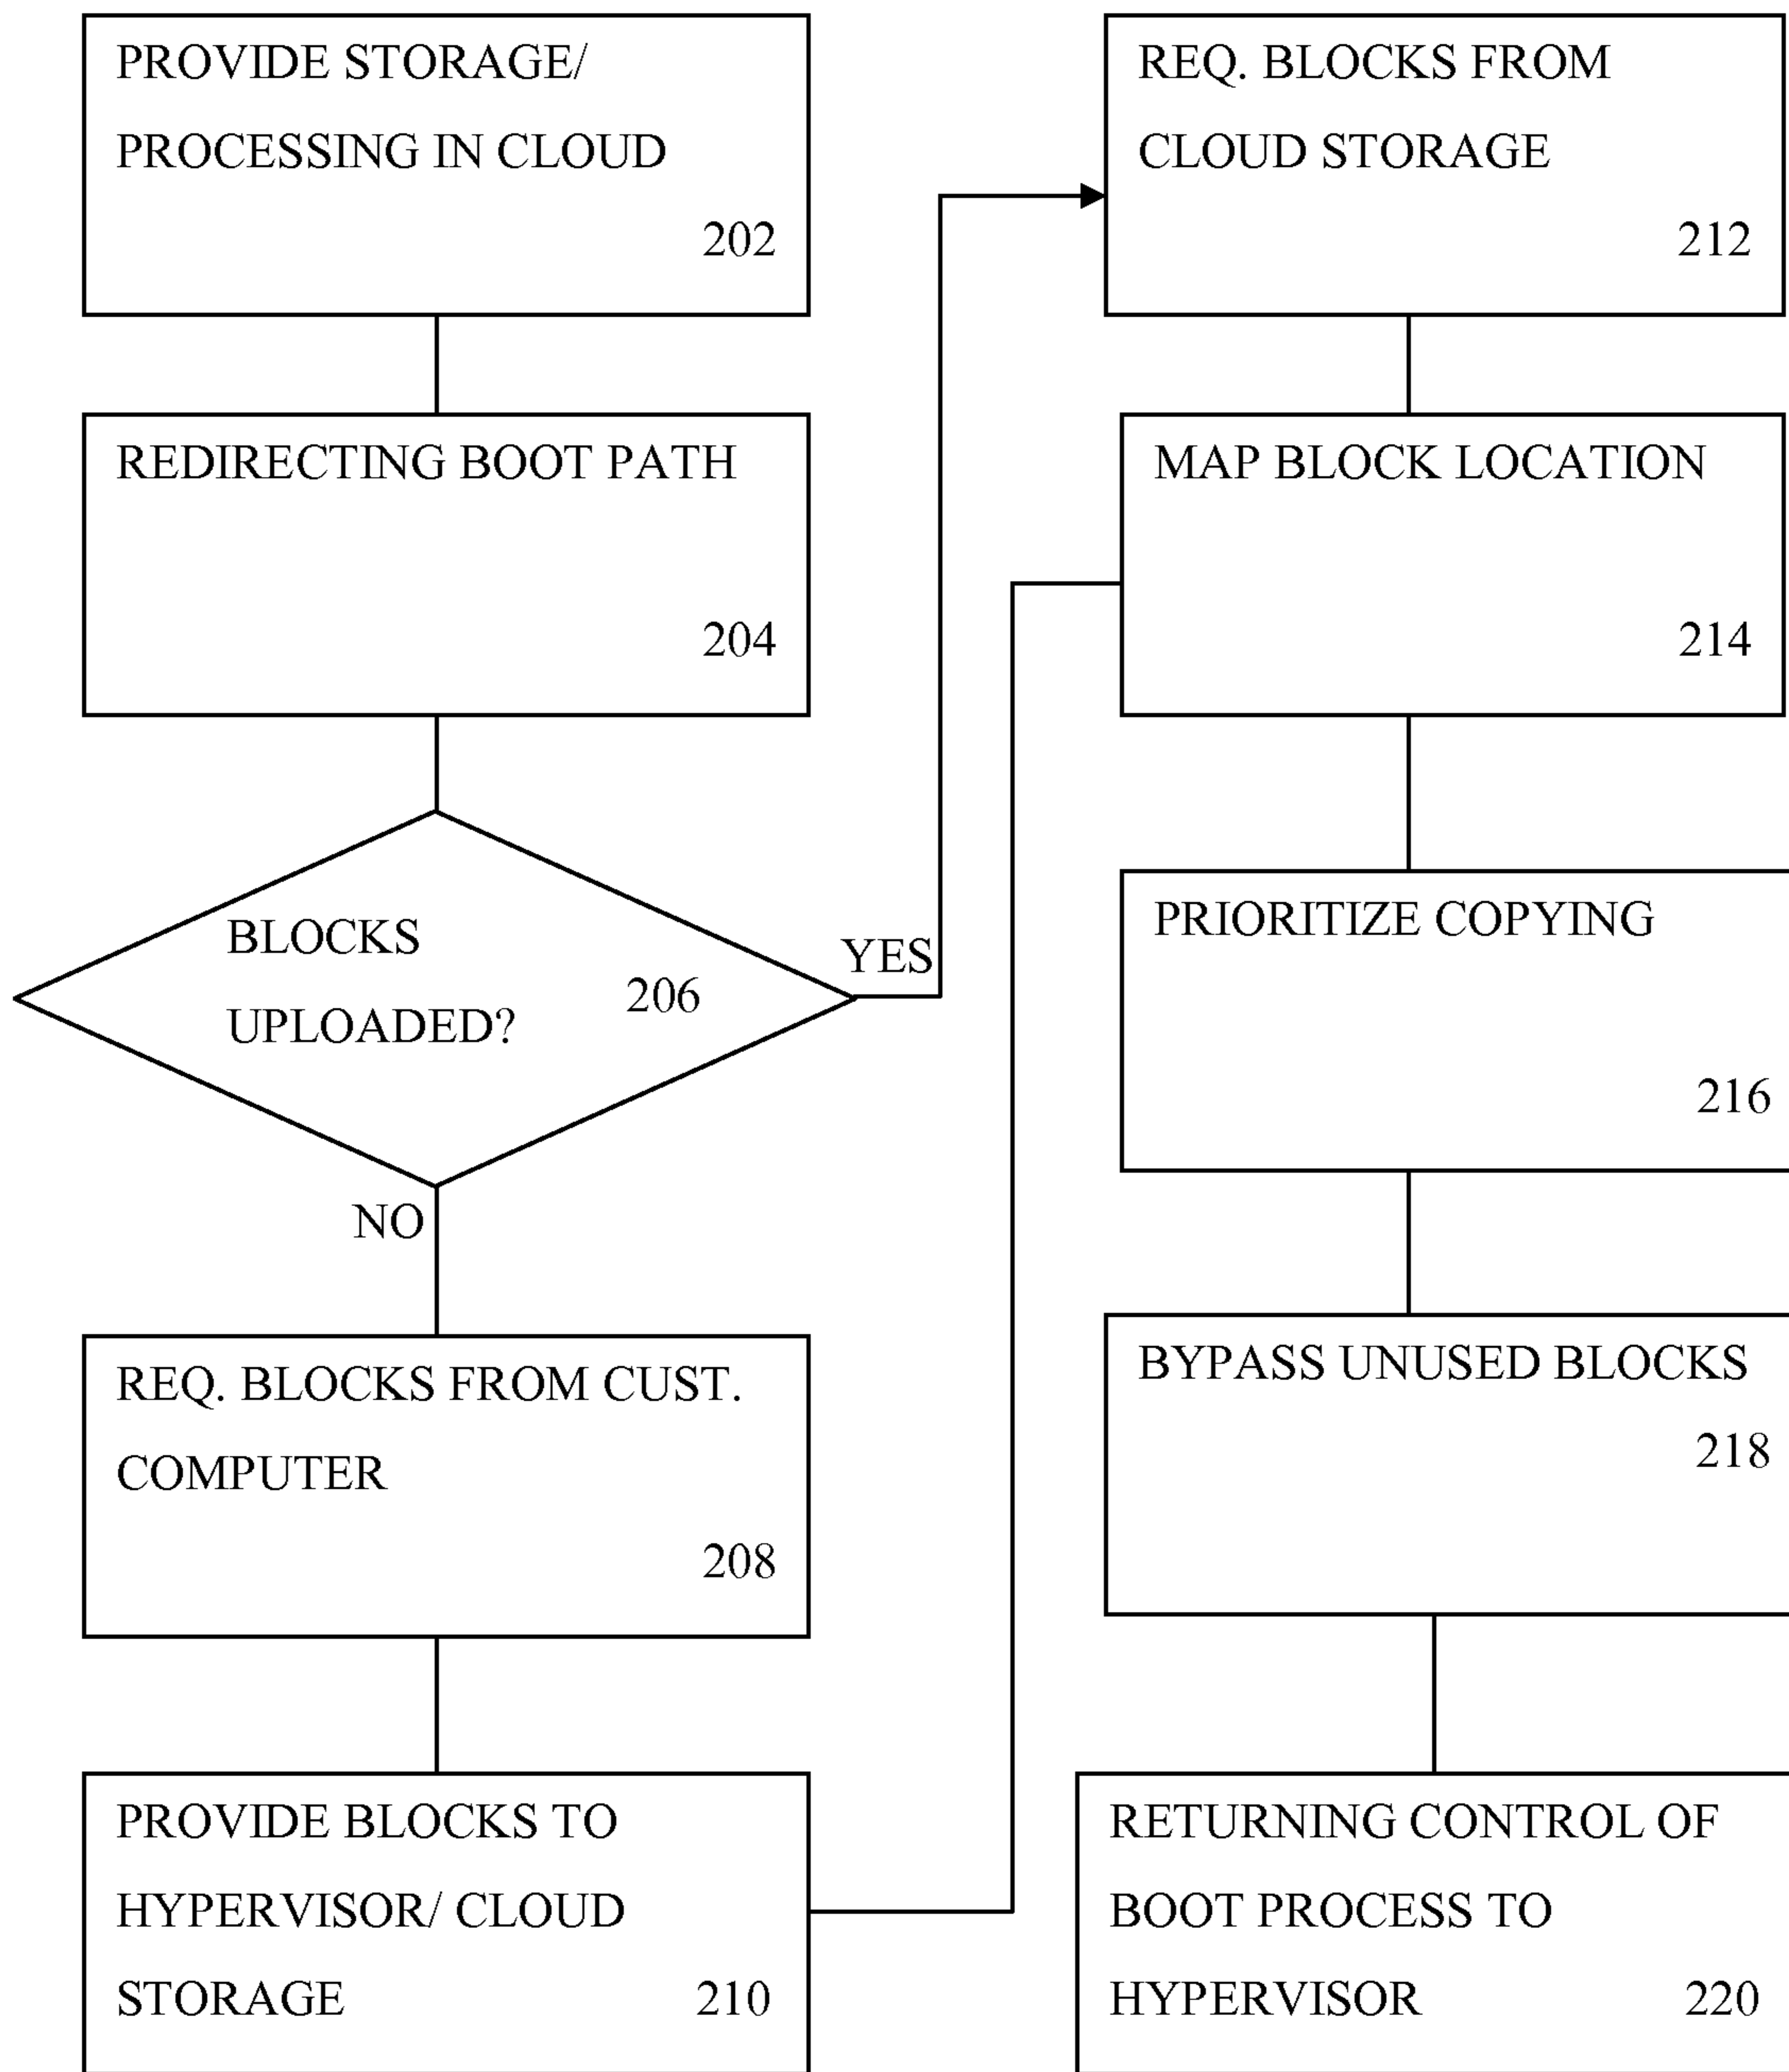 PROVIDE STORAGE/
PROCESSING IN CLOUD
202
REDIRECTING BOOT PATH
204
BLOCKS
UPLOADED?
206
YES
NO
REQ. BLOCKS FROM CUST.
COMPUTER
208
PROVIDE BLOCKS TO
HYPERVISOR/ CLOUD
STORAGE 210
REQ. BLOCKS FROM
CLOUD STORAGE
212
MAP BLOCK LOCATION
214
PRIORITIZE COPYING
216
BYPASS UNUSED BLOCKS
218
RETURNING CONTROL OF
BOOT PROCESS TO
HYPERVISOR 220